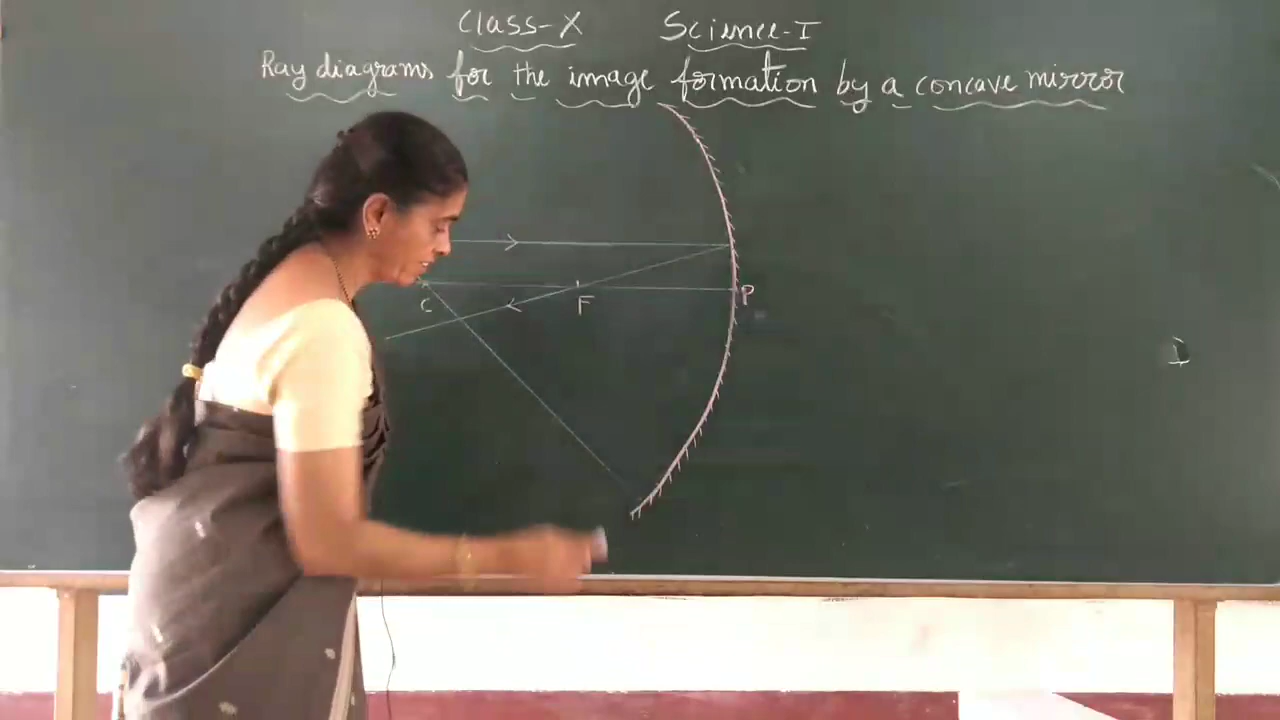 Class-X Science-I
Ray diagrams for the image formation by a concave mirror
C F P
I